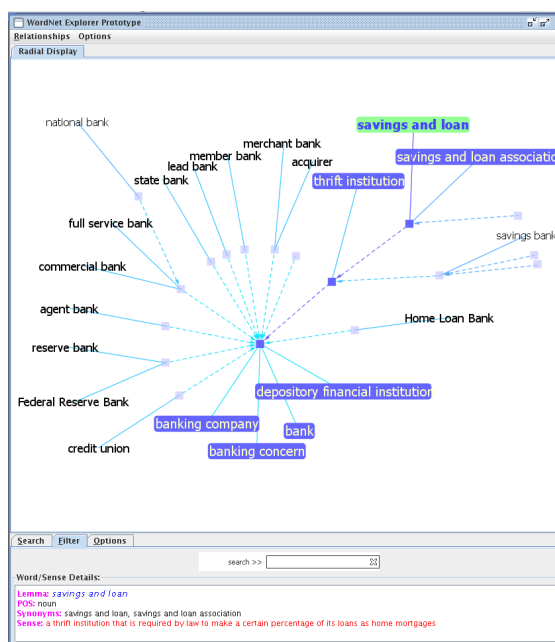 WordNet Explorer Prototype
Relationships Options
Radial Display
national bank
savings and loan
merchant bank
member bank
savings and loan associatio
lead bank
acquirer
state bank
thrift institution
full service bank
savings bank
commercial bank
agent bank
Home Loan Bank
reserve bank
depository financial institution
Federal Reserve Bank
banking company
bank
credit union
banking concern
Search Filter Options
search >>
Word/Sense Details:
Lemma: savings and loan
POS: noun
Synonyms: savings and loan, savings and loan association
Sense: a thrift institution that is required by law to make a certain percentage of its loans as home mortgages